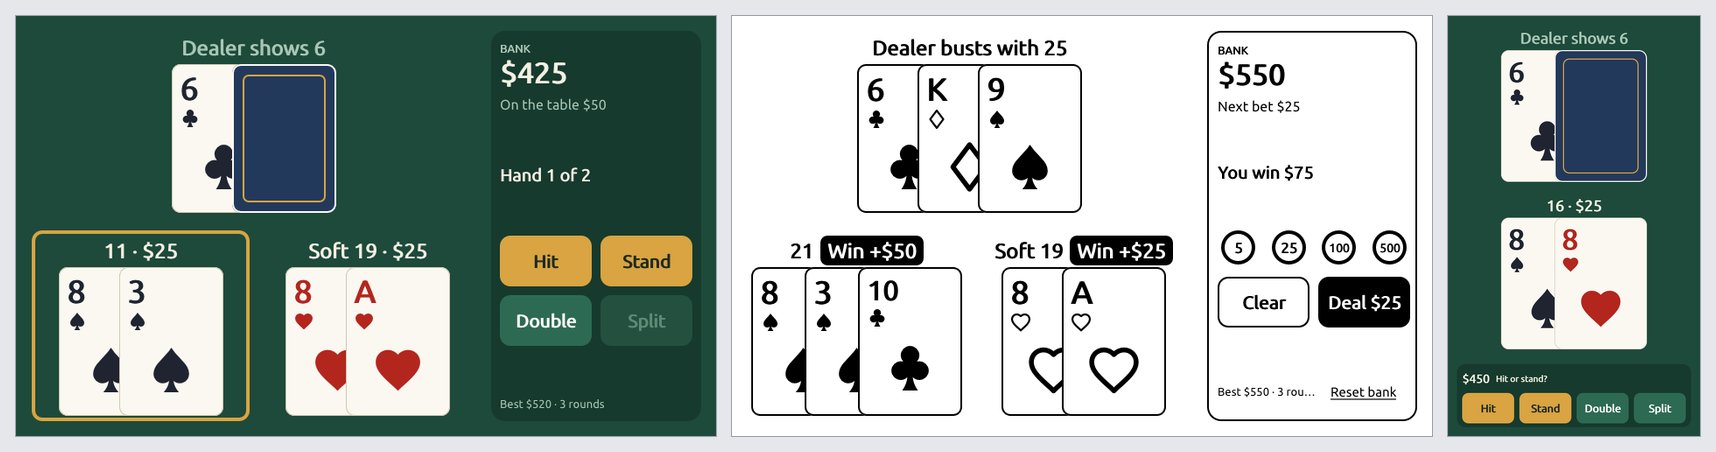 Dealer shows 6
6
BANK
$425
On the table $50
Hand 1 of 2
11 · $25
Soft 19 · $25
8 3
8 A
Hit Stand
Double Split
Best $520 · 3 rounds
Dealer busts with 25
6 K 9
BANK
$550
Next bet $25
You win $75
21 Win +$50
Soft 19 Win +$25
8 3 10
8 A
5 25 100 500
Clear Deal $25
Best $550 · 3 rou… Reset bank
Dealer shows 6
6
16 · $25
8 8
$450 Hit or stand?
Hit Stand Double Split